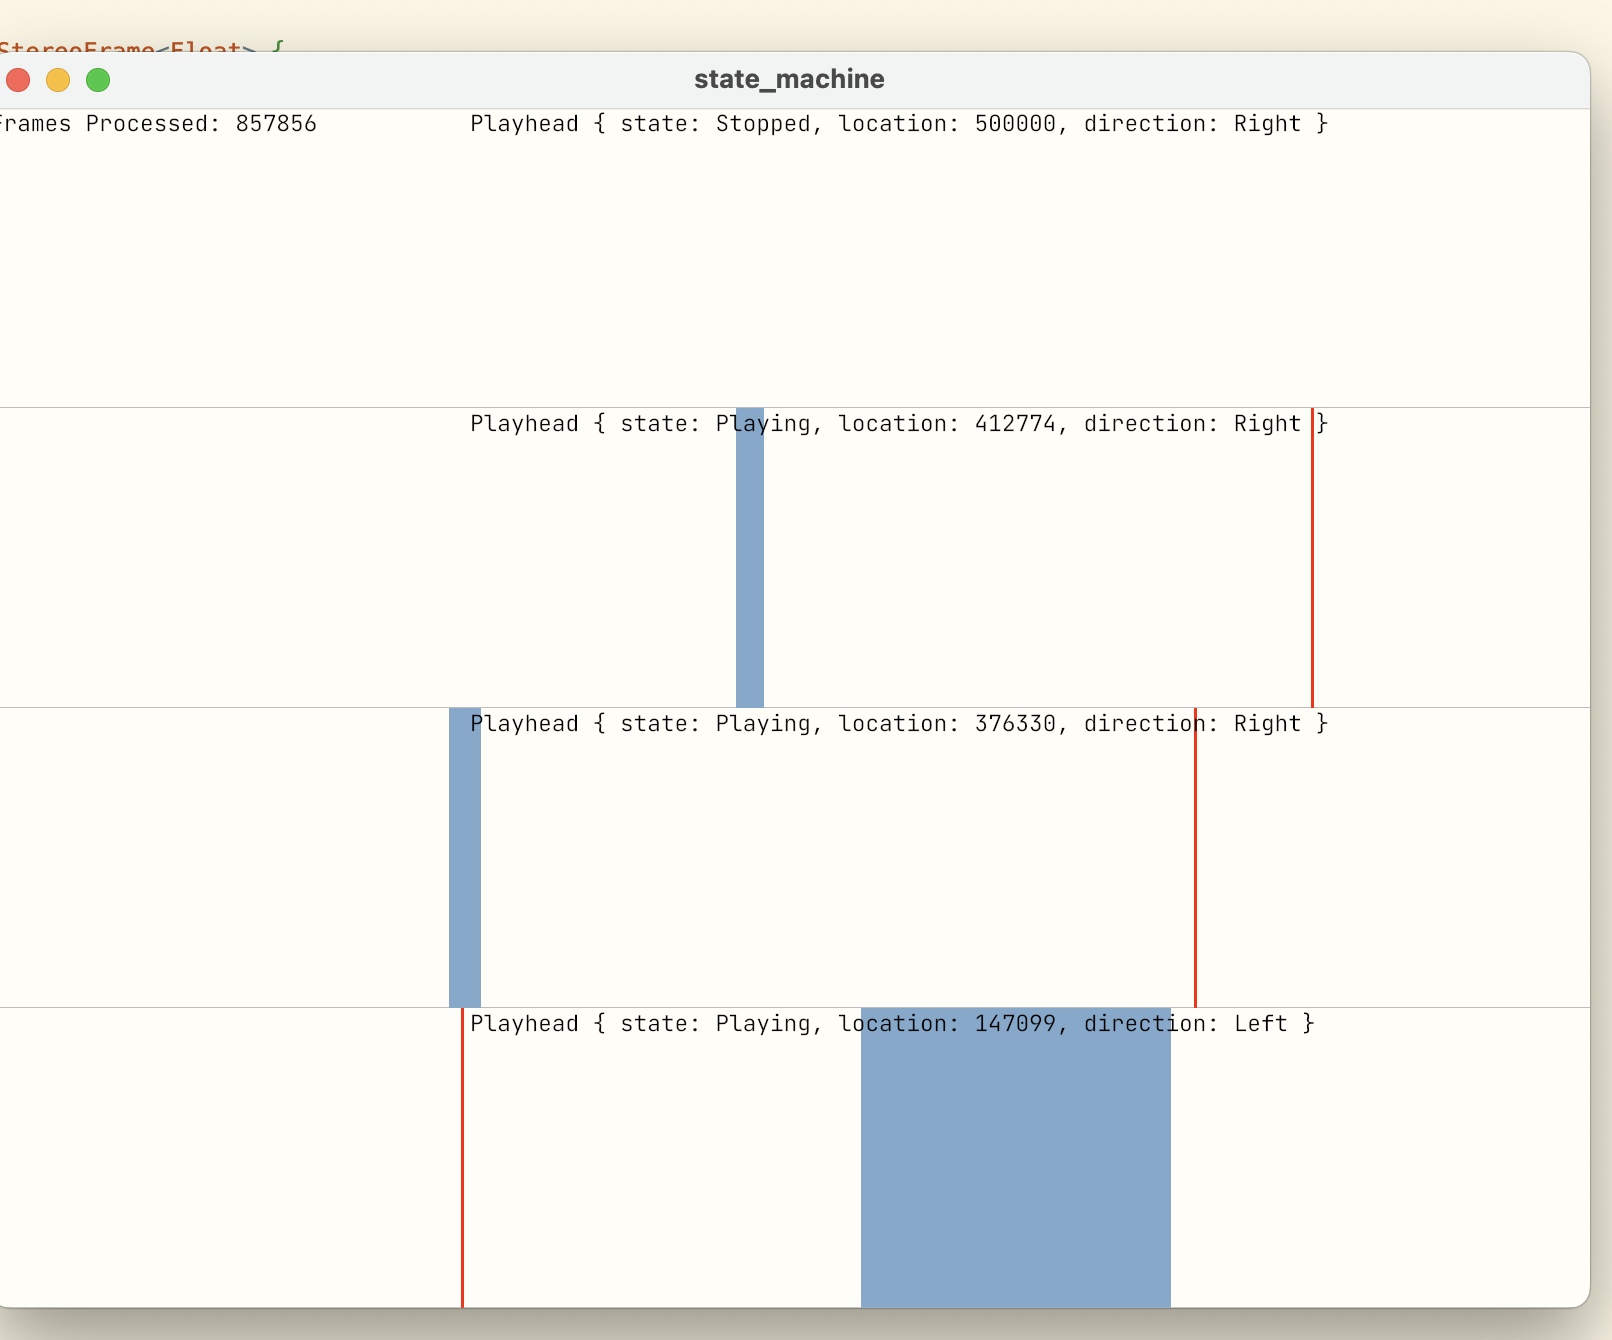 StereoFrame<Float> {
state_machine
Frames Processed: 857856
Playhead { state: Stopped, location: 500000, direction: Right }
Playhead { state: Playing, location: 412774, direction: Right }
Playhead { state: Playing, location: 376330, direction: Right }
Playhead { state: Playing, location: 147099, direction: Left }